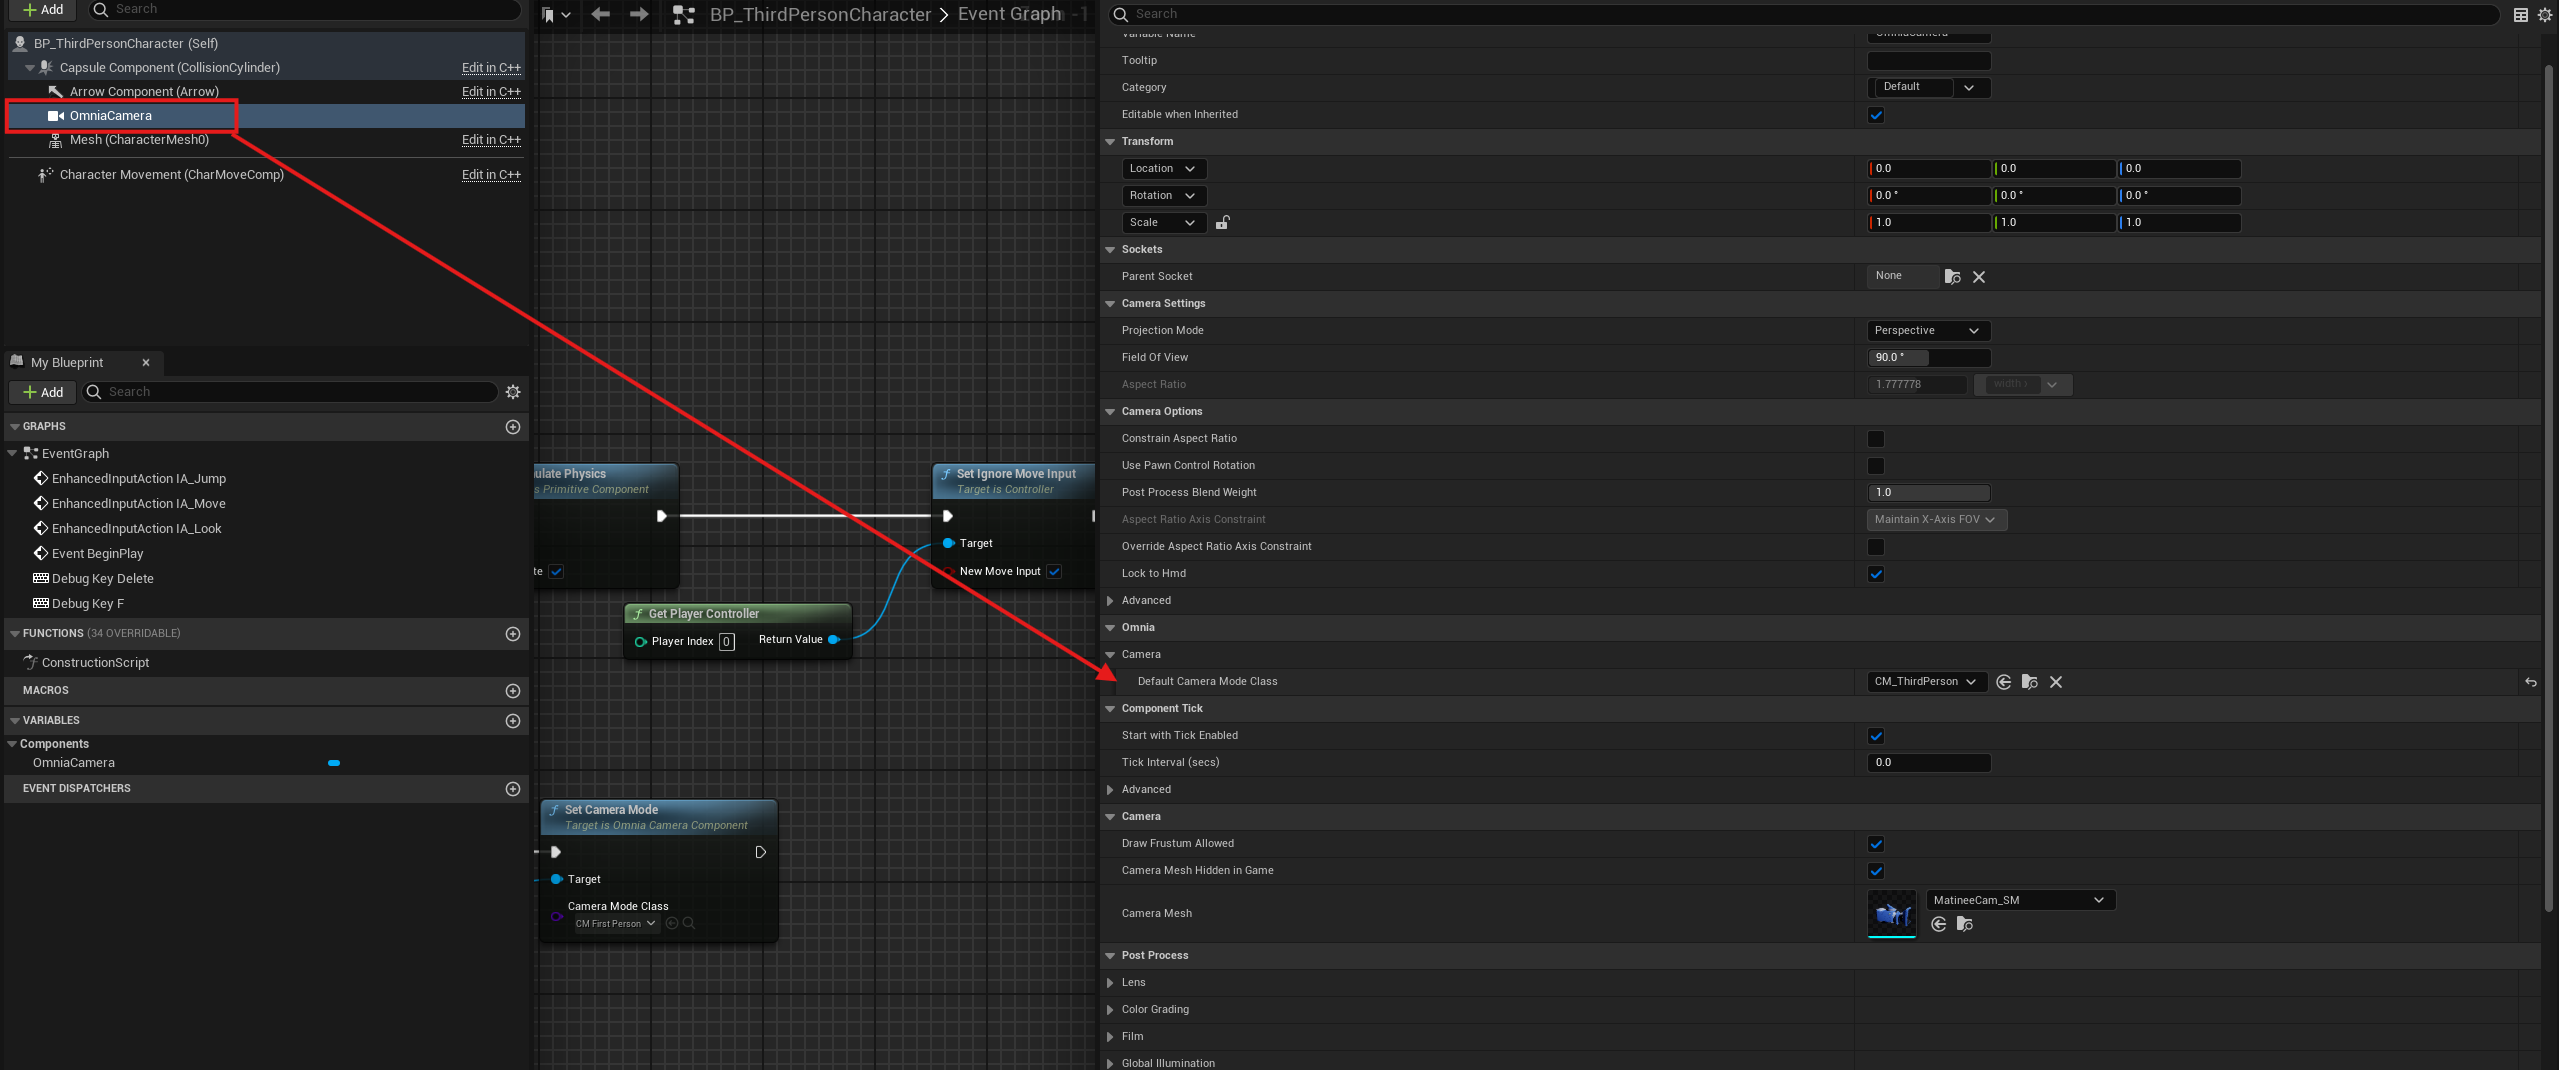 Add
Search
BP_ThirdPersonCharacter (Self)
Capsule Component (CollisionCylinder)
Edit in C++
Arrow Component (Arrow)
Edit in C++
OmniaCamera
Mesh (CharacterMesh0)
Edit in C++
Character Movement (CharMoveComp)
Edit in C++
My Blueprint
Add
Search
GRAPHS
EventGraph
EnhancedInputAction IA_Jump
EnhancedInputAction IA_Move
EnhancedInputAction IA_Look
Event BeginPlay
Debug Key Delete
Debug Key F
FUNCTIONS (34 OVERRIDABLE)
ConstructionScript
MACROS
VARIABLES
Components
OmniaCamera
EVENT DISPATCHERS
BP_ThirdPersonCharacter
Event Graph
ulate Physics
s Primitive Component
te
Set Ignore Move Input
Target is Controller
Target
New Move Input
Get Player Controller
Player Index 0
Return Value
Set Camera Mode
Target is Omnia Camera Component
Target
Camera Mode Class
CM First Person
Search
Variable Name
OmniaCamera
Tooltip
Category
Default
Editable when Inherited
Transform
Location
0.0
0.0
0.0
Rotation
0.0 °
0.0 °
0.0 °
Scale
1.0
1.0
1.0
Sockets
Parent Socket
None
Camera Settings
Projection Mode
Perspective
Field Of View
90.0 °
Aspect Ratio
1.777778
Camera Options
Constrain Aspect Ratio
Use Pawn Control Rotation
Post Process Blend Weight
1.0
Aspect Ratio Axis Constraint
Maintain X-Axis FOV
Override Aspect Ratio Axis Constraint
Lock to Hmd
Advanced
Omnia
Camera
Default Camera Mode Class
CM_ThirdPerson
Component Tick
Start with Tick Enabled
Tick Interval (secs)
0.0
Advanced
Camera
Draw Frustum Allowed
Camera Mesh Hidden in Game
Camera Mesh
MatineeCam_SM
Post Process
Lens
Color Grading
Film
Global Illumination